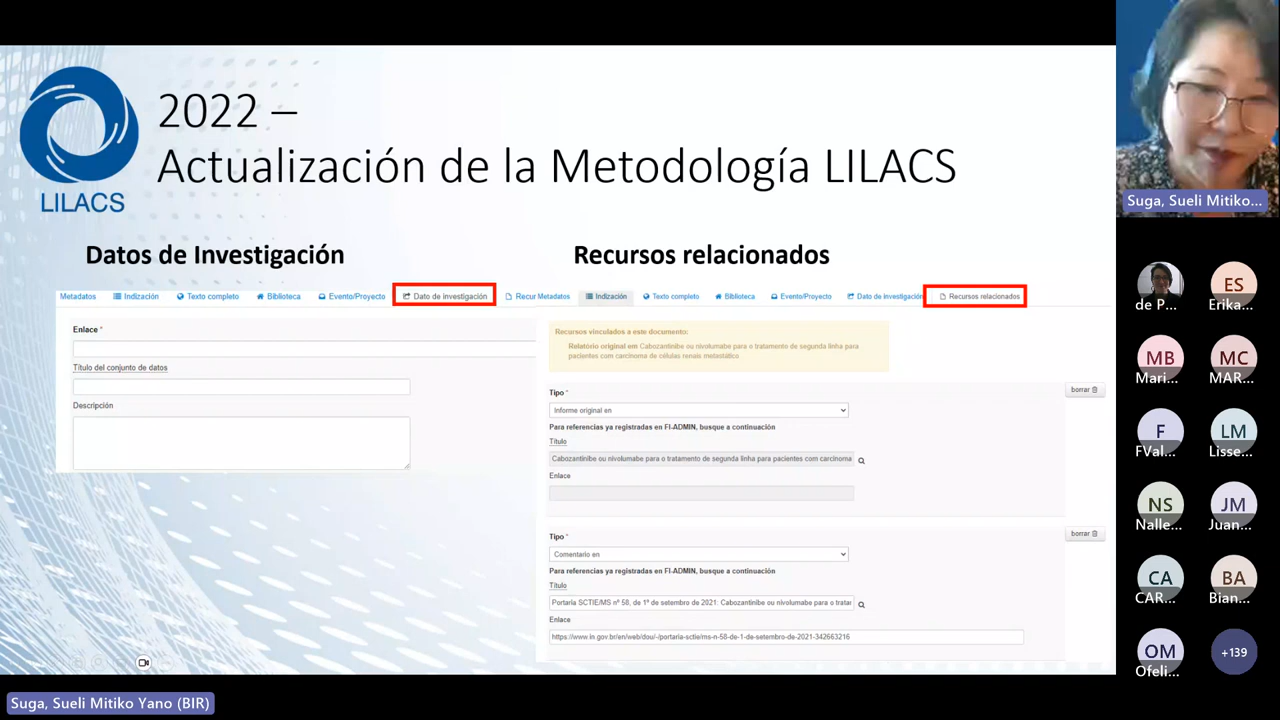 LILACS
2022 –
Actualización de la Metodología LILACS
Datos de Investigación
Metadatos Indización Texto completo Biblioteca Evento/Proyecto Dato de investigación Recur
Enlace *
Título del conjunto de datos
Descripción
Recursos relacionados
Metadatos Indización Texto completo Biblioteca Evento/Proyecto Dato de investigación Recursos relacionados
Recursos vinculados a este documento:
Relatório original em Cabozantinibe ou nivolumabe para o tratamento de segunda linha para
pacientes com carcinoma de células renais metastático
borrar
Tipo *
Informe original en
Para referencias ya registradas en FI-ADMIN, busque a continuación
Título
Cabozantinibe ou nivolumabe para o tratamento de segunda linha para pacientes com carcinoma
Enlace
borrar
Tipo *
Comentario en
Para referencias ya registradas en FI-ADMIN, busque a continuación
Título
Portaria SCTIE/MS nº 58, de 1º de setembro de 2021: Cabozantinibe ou nivolumabe para o tratar
Enlace
https://www.in.gov.br/en/web/dou/-/portaria-sctie/ms-n-58-de-1-de-setembro-de-2021-342663216
Suga, Sueli Mitiko Yano (BIR)
Suga, Sueli Mitiko...
de P...
ES
Erika...
MB
Mari...
MC
MAR...
F
FVal...
LM
Lisse...
NS
Nalle...
JM
Juan...
CA
CAR...
BA
Bian...
OM
Ofeli...
+139